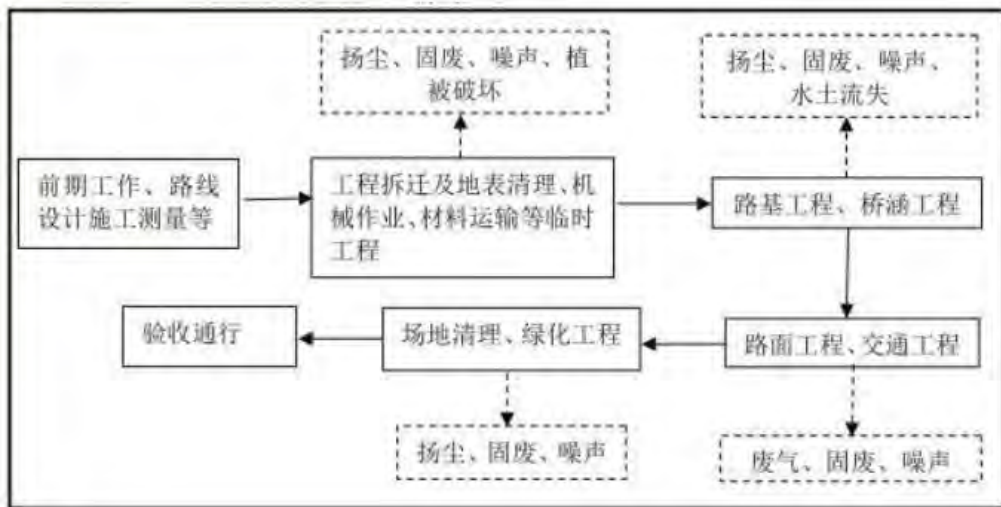 扬尘、固废、噪声、植
被破坏
扬尘、固废、噪声、
水土流失
前期工作、路线
设计施工测量等
工程拆迁及地表清理、机
械作业、材料运输等临时
工程
路基工程、桥涵工程
验收通行
场地清理、绿化工程
路面工程、交通工程
扬尘、固废、噪声
废气、固废、噪声